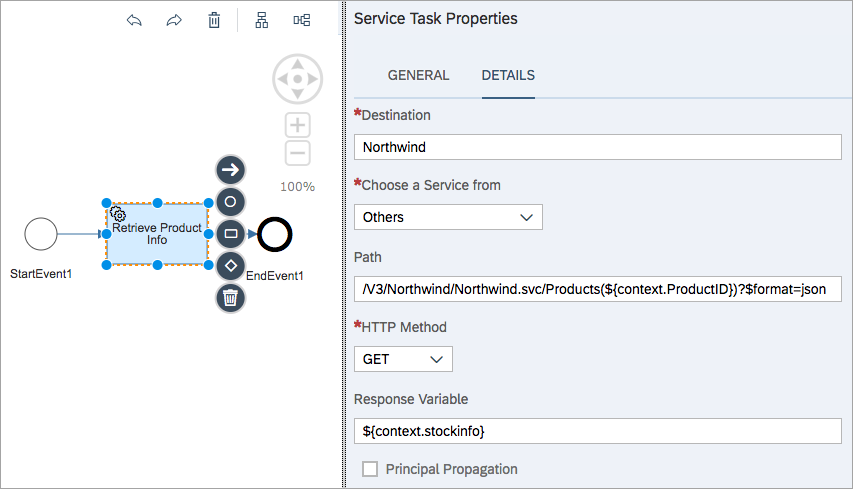 Service Task Properties
GENERAL DETAILS
*Destination
Northwind
*Choose a Service from
Others
Path
/V3/Northwind/Northwind.svc/Products(${context.ProductID})?$format=json
*HTTP Method
GET
Response Variable
${context.stockinfo}
Principal Propagation
100%
Retrieve Product
Info
StartEvent1
EndEvent1